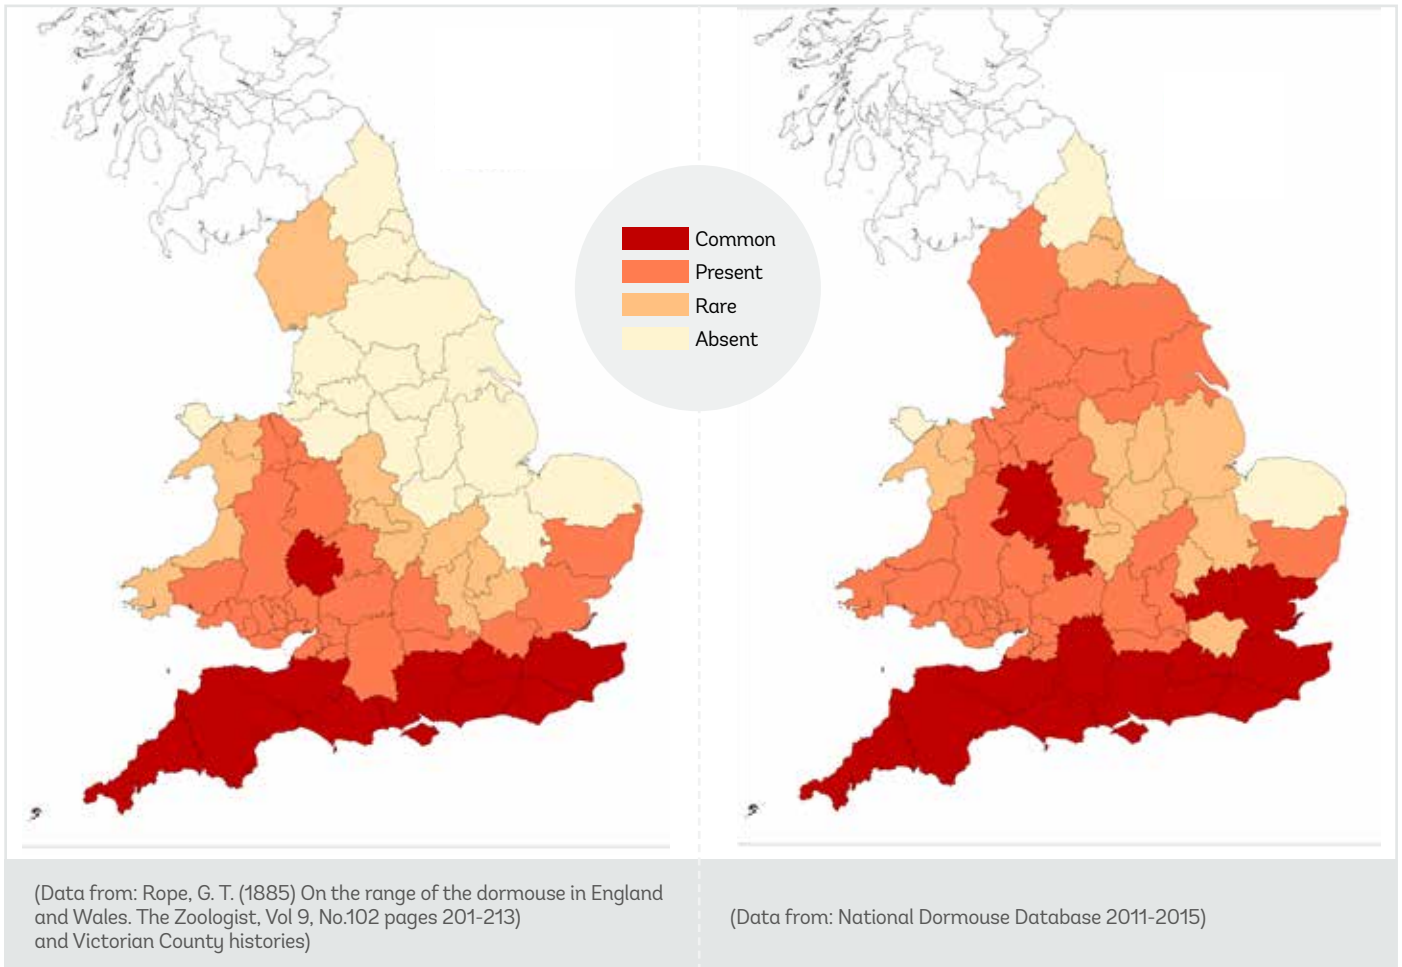 Common
Present
Rare
Absent
(Data from: Rope, G. T. (1885) On the range of the dormouse in England
and Wales. The Zoologist, Vol 9, No.102 pages 201-213)
and Victorian County histories)
(Data from: National Dormouse Database 2011-2015)